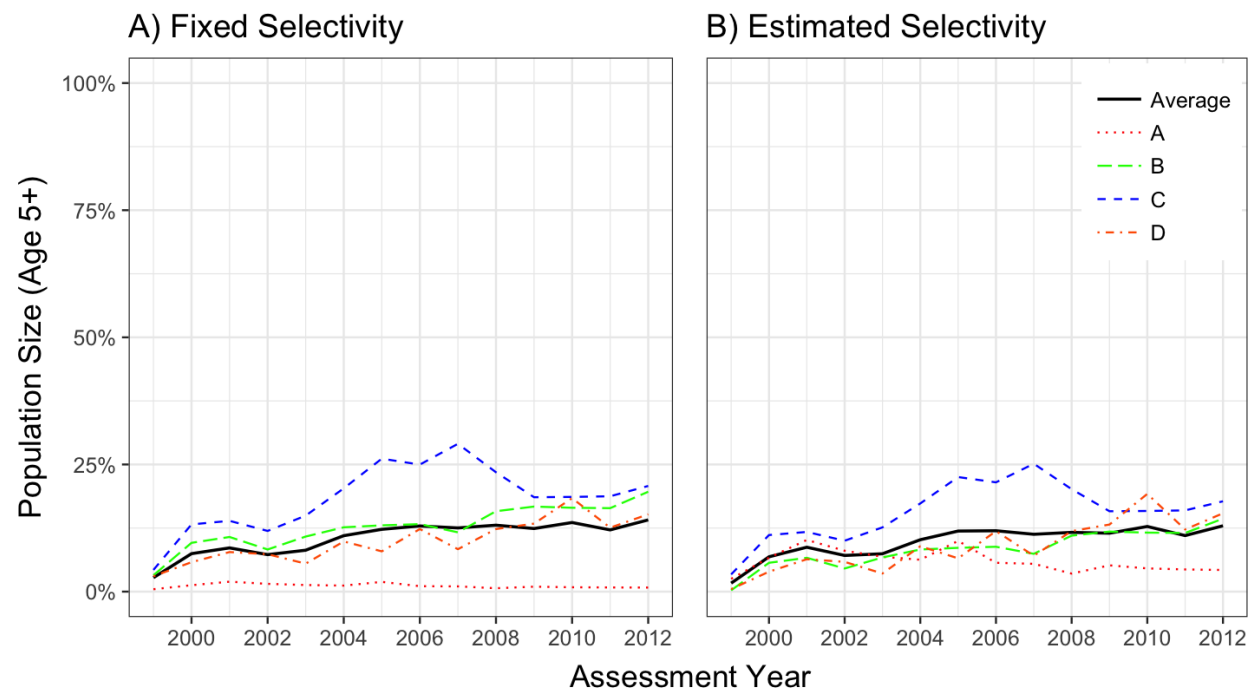 A) Fixed Selectivity
B) Estimated Selectivity
Population Size (Age 5+)
100%
75%
50%
25%
0%
Average
A
B
C
D
2000 2002 2004 2006 2008 2010 2012
2000 2002 2004 2006 2008 2010 2012
Assessment Year